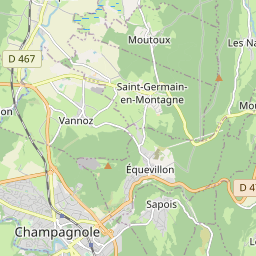 Moutoux
Les Na
D 467
Saint-Germain-
en-Montagne
Mou
on
Vannoz
Équevillon
D 4
Sapois
Champagnole
L